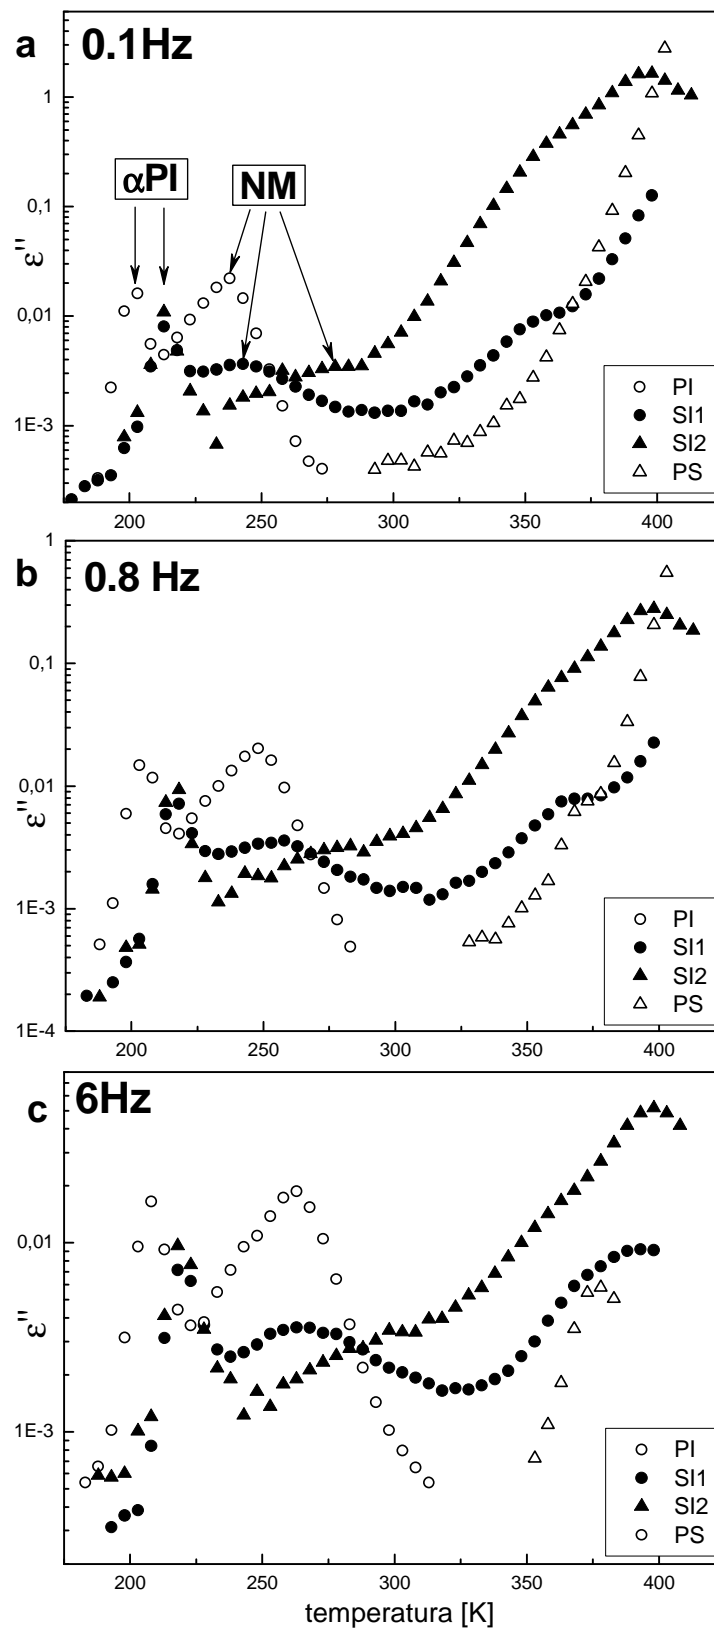 a 0.1Hz
αPI NM
1
0,1
0,01
1E-3
ε''
PI
SI1
SI2
PS
200 250 300 350 400
b 0.8 Hz
1
0,1
0,01
1E-3
1E-4
ε''
PI
SI1
SI2
PS
200 250 300 350 400
c 6Hz
0,01
1E-3
ε''
PI
SI1
SI2
PS
200 250 300 350 400
temperatura [K]